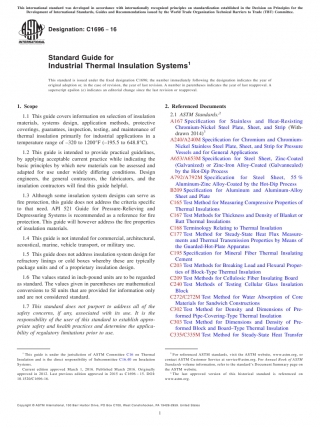 This international standard was developed in accordance with internationally recognized principles on standardization established in the Decision on Principles for the
Development of International Standards, Guides and Recommendations issued by the World Trade Organization Technical Barriers to Trade (TBT) Committee.
Designation: C1696 − 16
Standard Guide for
Industrial Thermal Insulation Systems1
This standard is issued under the fixed designation C1696; the number immediately following the designation indicates the year of
original adoption or, in the case of revision, the year of last revision. A number in parentheses indicates the year of last reapproval. A
superscript epsilon (ε) indicates an editorial change since the last revision or reapproval.
1. Scope
1.1 This guide covers information on selection of insulation
materials, systems design, application methods, protective
coverings, guarantees, inspection, testing, and maintenance of
thermal insulation primarily for industrial applications in a
temperature range of −320 to 1200°F (−195.5 to 648.8°C).
1.2 This guide is intended to provide practical guidelines,
by applying acceptable current practice while indicating the
basic principles by which new materials can be assessed and
adapted for use under widely differing conditions. Design
engineers, the general contractors, the fabricators, and the
insulation contractors will find this guide helpful.
1.3 Although some insulation system designs can serve as
fire protection, this guide does not address the criteria specific
to that need. API 521 Guide for Pressure-Relieving and
Depressuring Systems is recommended as a reference for fire
protection. This guide will however address the fire properties
of insulation materials.
1.4 This guide is not intended for commercial, architectural,
acoustical, marine, vehicle transport, or military use.
1.5 This guide does not address insulation system design for
refractory linings or cold boxes whereby these are typically
package units and of a proprietary insulation design.
1.6 The values stated in inch-pound units are to be regarded
as standard. The values given in parentheses are mathematical
conversions to SI units that are provided for information only
and are not considered standard.
1.7 This standard does not purport to address all of the
safety concerns, if any, associated with its use. It is the
responsibility of the user of this standard to establish appro-
priate safety and health practices and determine the applica-
bility of regulatory limitations prior to use.
1 This guide is under the jurisdiction of ASTM Committee C16 on Thermal
Insulation and is the direct responsibility of Subcommittee C16.40 on Insulation
Systems.
Current edition approved March 1, 2016. Published March 2016. Originally
approved in 2012. Last previous edition approved in 2015 as C1696 – 15. DOI:
10.1520/C1696-16.
2. Referenced Documents
2.1 ASTM Standards:2
A167 Specification for Stainless and Heat-Resisting
Chromium-Nickel Steel Plate, Sheet, and Strip (With-
drawn 2014)3
A240/A240M Specification for Chromium and Chromium-
Nickel Stainless Steel Plate, Sheet, and Strip for Pressure
Vessels and for General Applications
A653/A653M Specification for Steel Sheet, Zinc-Coated
(Galvanized) or Zinc-Iron Alloy-Coated (Galvannealed)
by the Hot-Dip Process
A792/A792M Specification for Steel Sheet, 55 %
Aluminum-Zinc Alloy-Coated by the Hot-Dip Process
B209 Specification for Aluminum and Aluminum-Alloy
Sheet and Plate
C165 Test Method for Measuring Compressive Properties of
Thermal Insulations
C167 Test Methods for Thickness and Density of Blanket or
Batt Thermal Insulations
C168 Terminology Relating to Thermal Insulation
C177 Test Method for Steady-State Heat Flux Measure-
ments and Thermal Transmission Properties by Means of
the Guarded-Hot-Plate Apparatus
C195 Specification for Mineral Fiber Thermal Insulating
Cement
C203 Test Methods for Breaking Load and Flexural Proper-
ties of Block-Type Thermal Insulation
C209 Test Methods for Cellulosic Fiber Insulating Board
C240 Test Methods of Testing Cellular Glass Insulation
Block
C272/C272M Test Method for Water Absorption of Core
Materials for Sandwich Constructions
C302 Test Method for Density and Dimensions of Pre-
formed Pipe-Covering-Type Thermal Insulation
C303 Test Method for Dimensions and Density of Pre-
formed Block and Board–Type Thermal Insulation
C335/C335M Test Method for Steady-State Heat Transfer
2 For referenced ASTM standards, visit the ASTM website, www.astm.org, or
contact ASTM Customer Service at service@astm.org. For Annual Book of ASTM
Standards volume information, refer to the standard's Document Summary page on
the ASTM website.
3 The last approved version of this historical standard is referenced on
www.astm.org.
Copyright © ASTM International, 100 Barr Harbor Drive, PO Box C700, West Conshohocken, PA 19428-2959. United States
1